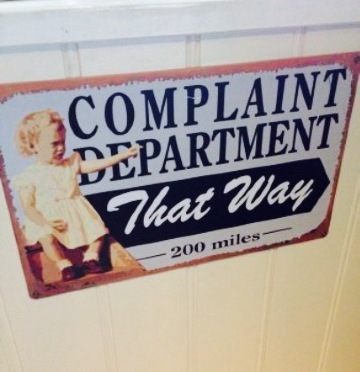 COMPLAINT
DEPARTMENT
That Way
200 miles